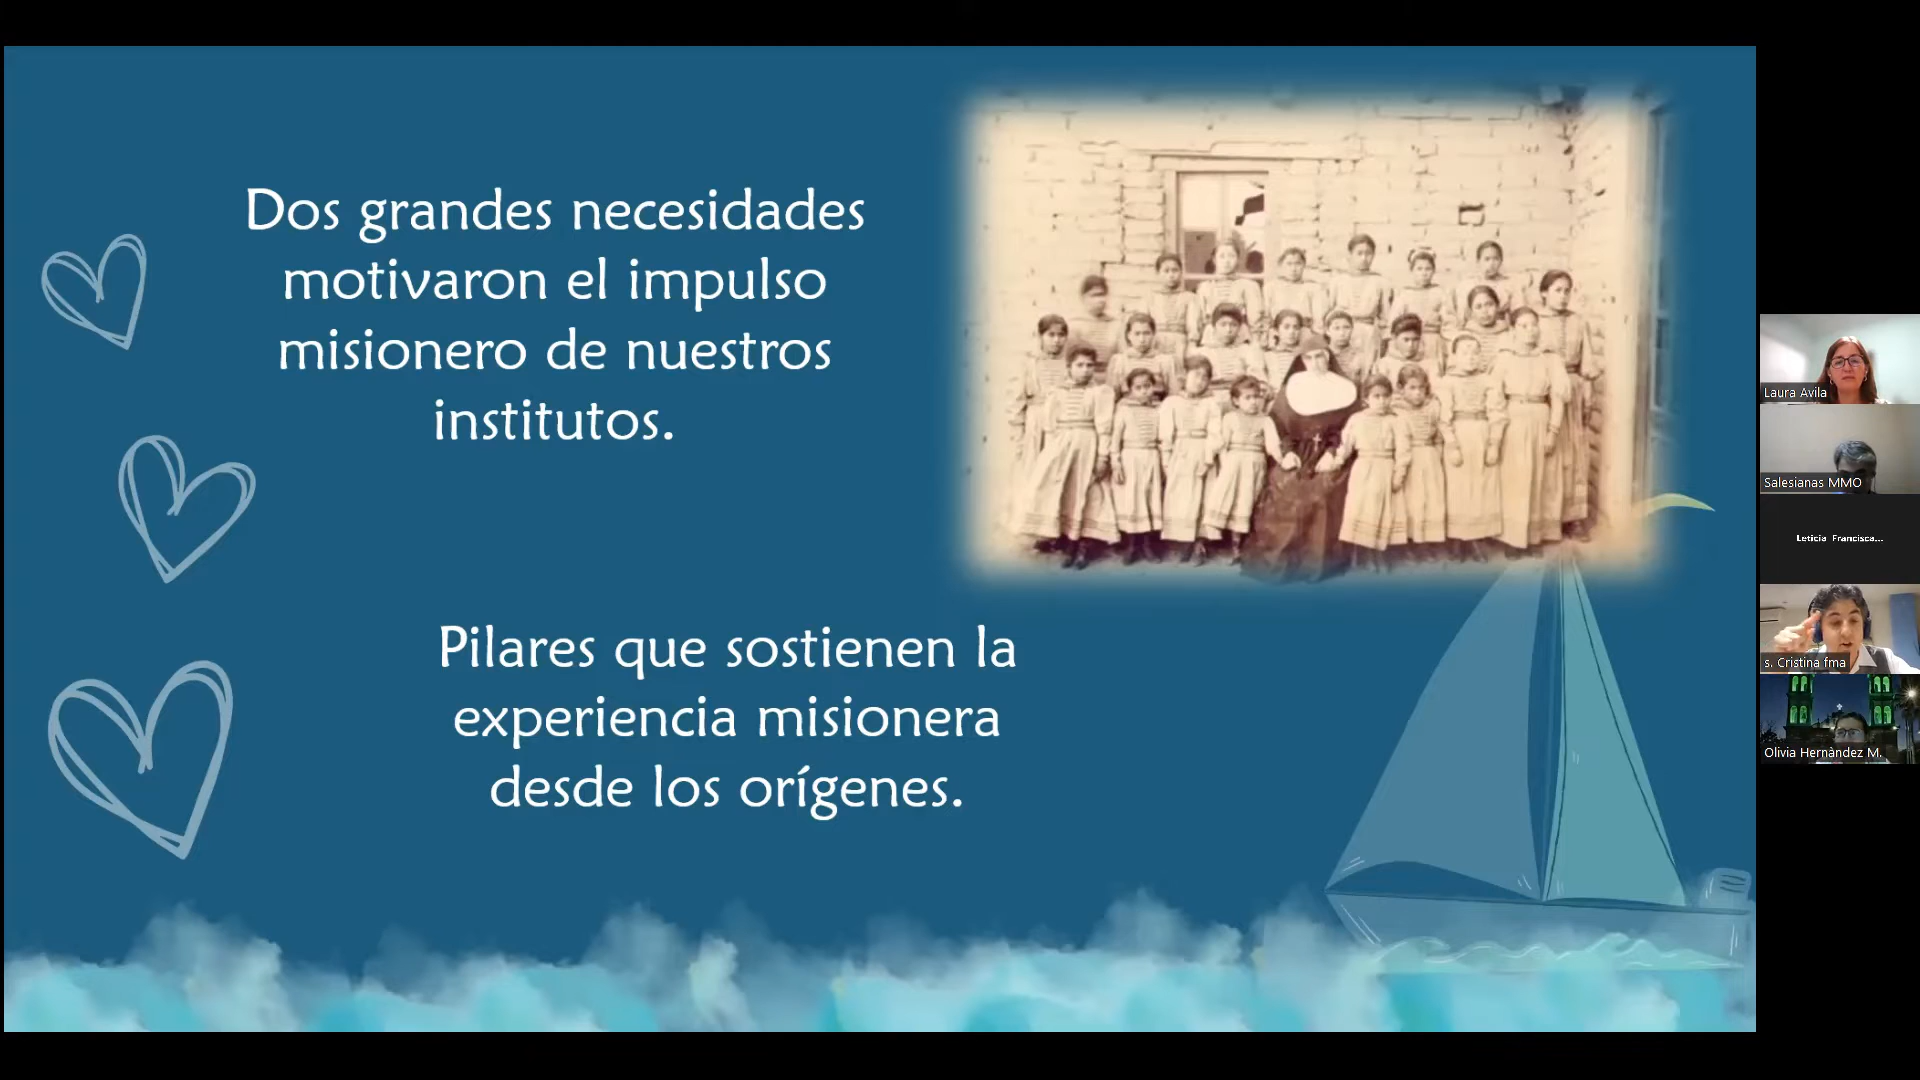 Dos grandes necesidades
motivaron el impulso
misionero de nuestros
institutos.
Pilares que sostienen la
experiencia misionera
desde los orígenes.
Laura Avila
Salesianas MMO
Leticia Francisca...
s. Cristina fma
Olivia Hernàndez M.